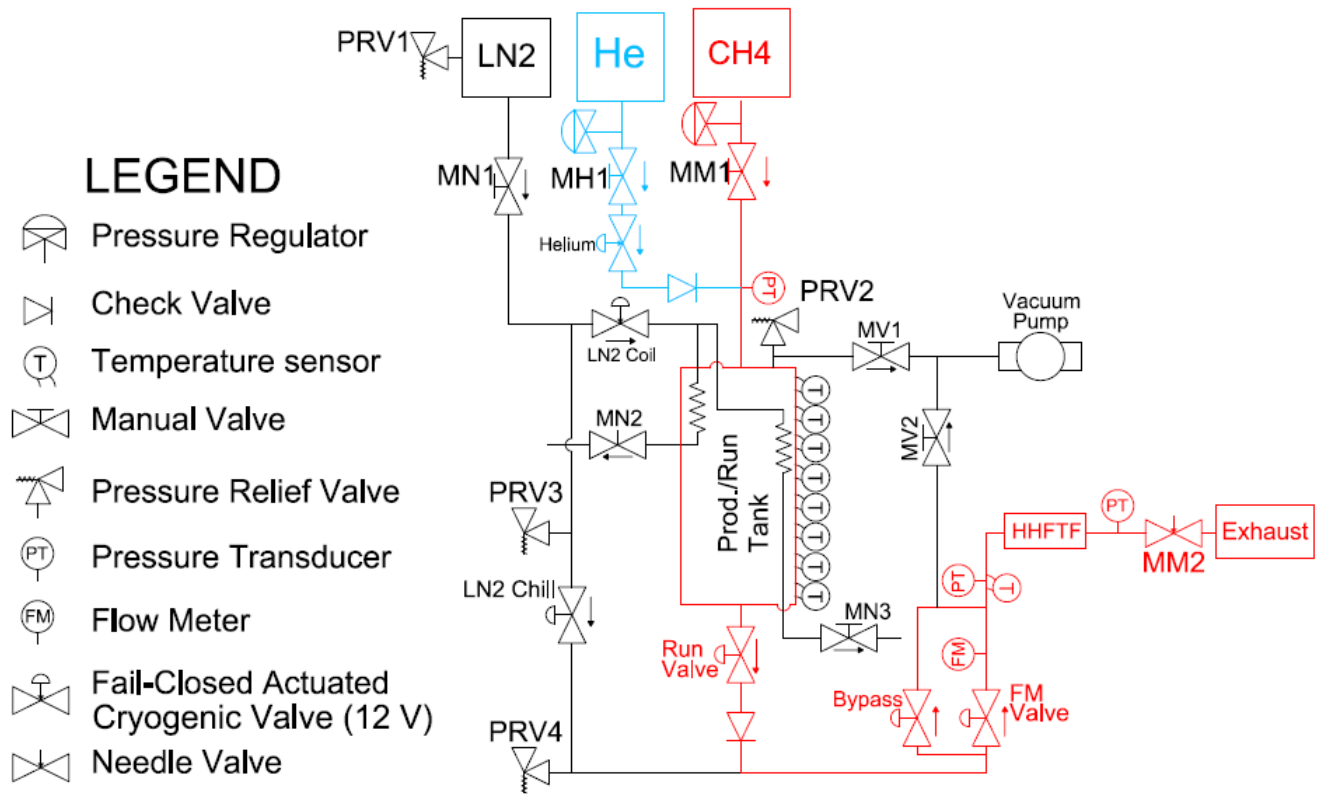 PRV1
LN2
He
CH4
MN1
MH1
MM1
Helium
PT
PRV2
MV1
Vacuum
Pump
LN2 Coil
MN2
MV2
PRV3
Prod./Run
Tank
T
T
T
T
T
T
T
T
LN2 Chill
MN3
Run
Valve
PRV4
HHFTF
PT
MM2
Exhaust
PT
T
FM
Bypass
FM
Valve
LEGEND
Pressure Regulator
Check Valve
T
Temperature sensor
Manual Valve
Pressure Relief Valve
PT
Pressure Transducer
FM
Flow Meter
Fail-Closed Actuated
Cryogenic Valve (12 V)
Needle Valve